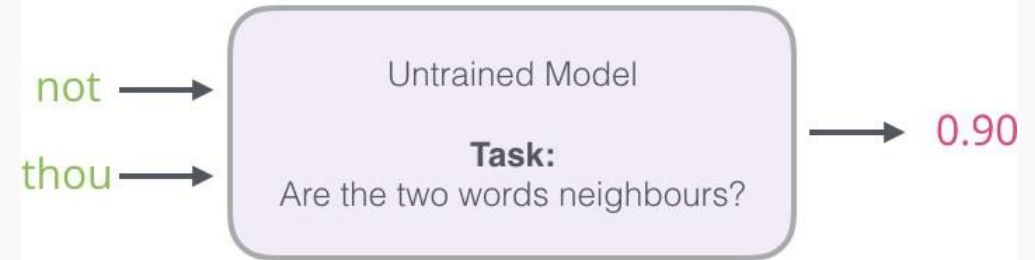 not
thou
Untrained Model
Task:
Are the two words neighbours?
0.90